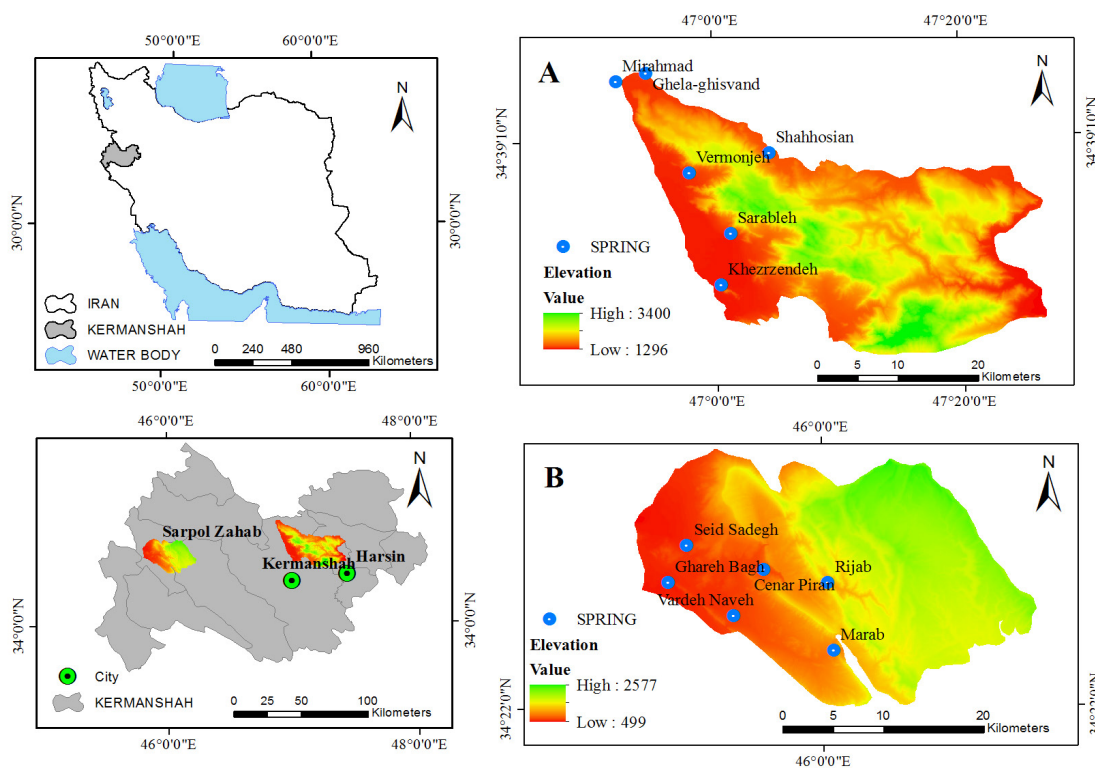 50°0'0"E 60°0'0"E
N
30°0'0"N
30°0'0"N
IRAN
KERMANSHAH
WATER BODY
0 240 480 960
Kilometers
50°0'0"E 60°0'0"E
47°0'0"E 47°20'0"E
A
N
Mirahmad
Ghela-ghisvand
Shahhosian
34°39'10"N
34°39'10"N
Vermonjeh
Sarableh
SPRING
Khezrzendeh
Elevation
Value
High : 3400
Low : 1296
0 5 10 20
Kilometers
47°0'0"E 47°20'0"E
46°0'0"E 48°0'0"E
N
Sarpol Zahab
Harsin
Kermanshah
34°0'0"N
34°0'0"N
City
KERMANSHAH
0 25 50 100
Kilometers
46°0'0"E 48°0'0"E
46°0'0"E
B
N
Seid Sadegh
Ghareh Bagh
Rijab
Cenar Piran
Vardeh Naveh
SPRING
Marab
Elevation
Value
High : 2577
Low : 499
34°22'0"N
34°22'0"N
0 5 10 20
Kilometers
46°0'0"E